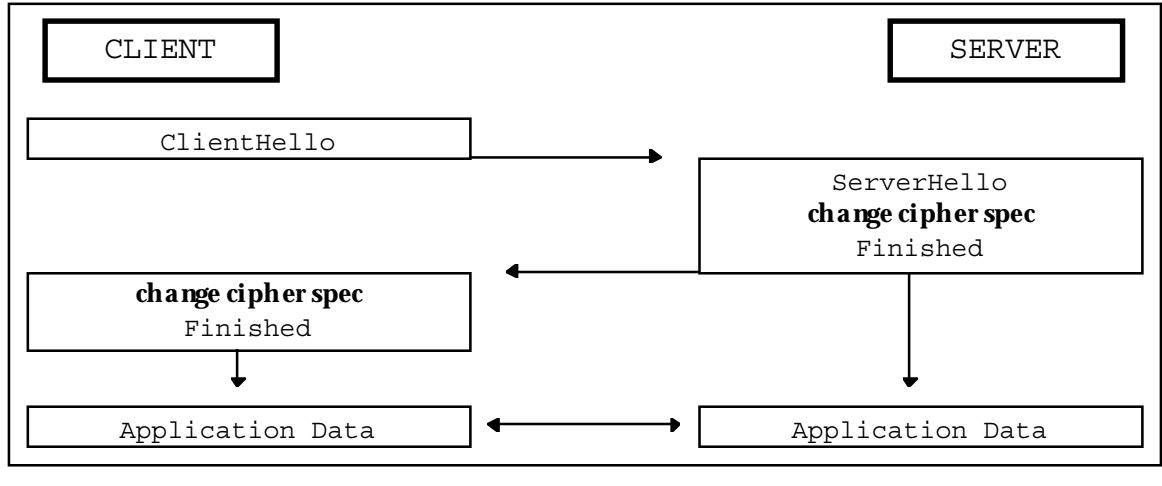 CLIENT
SERVER
ClientHello
ServerHello
change cipher spec
Finished
change cipher spec
Finished
Application Data
Application Data